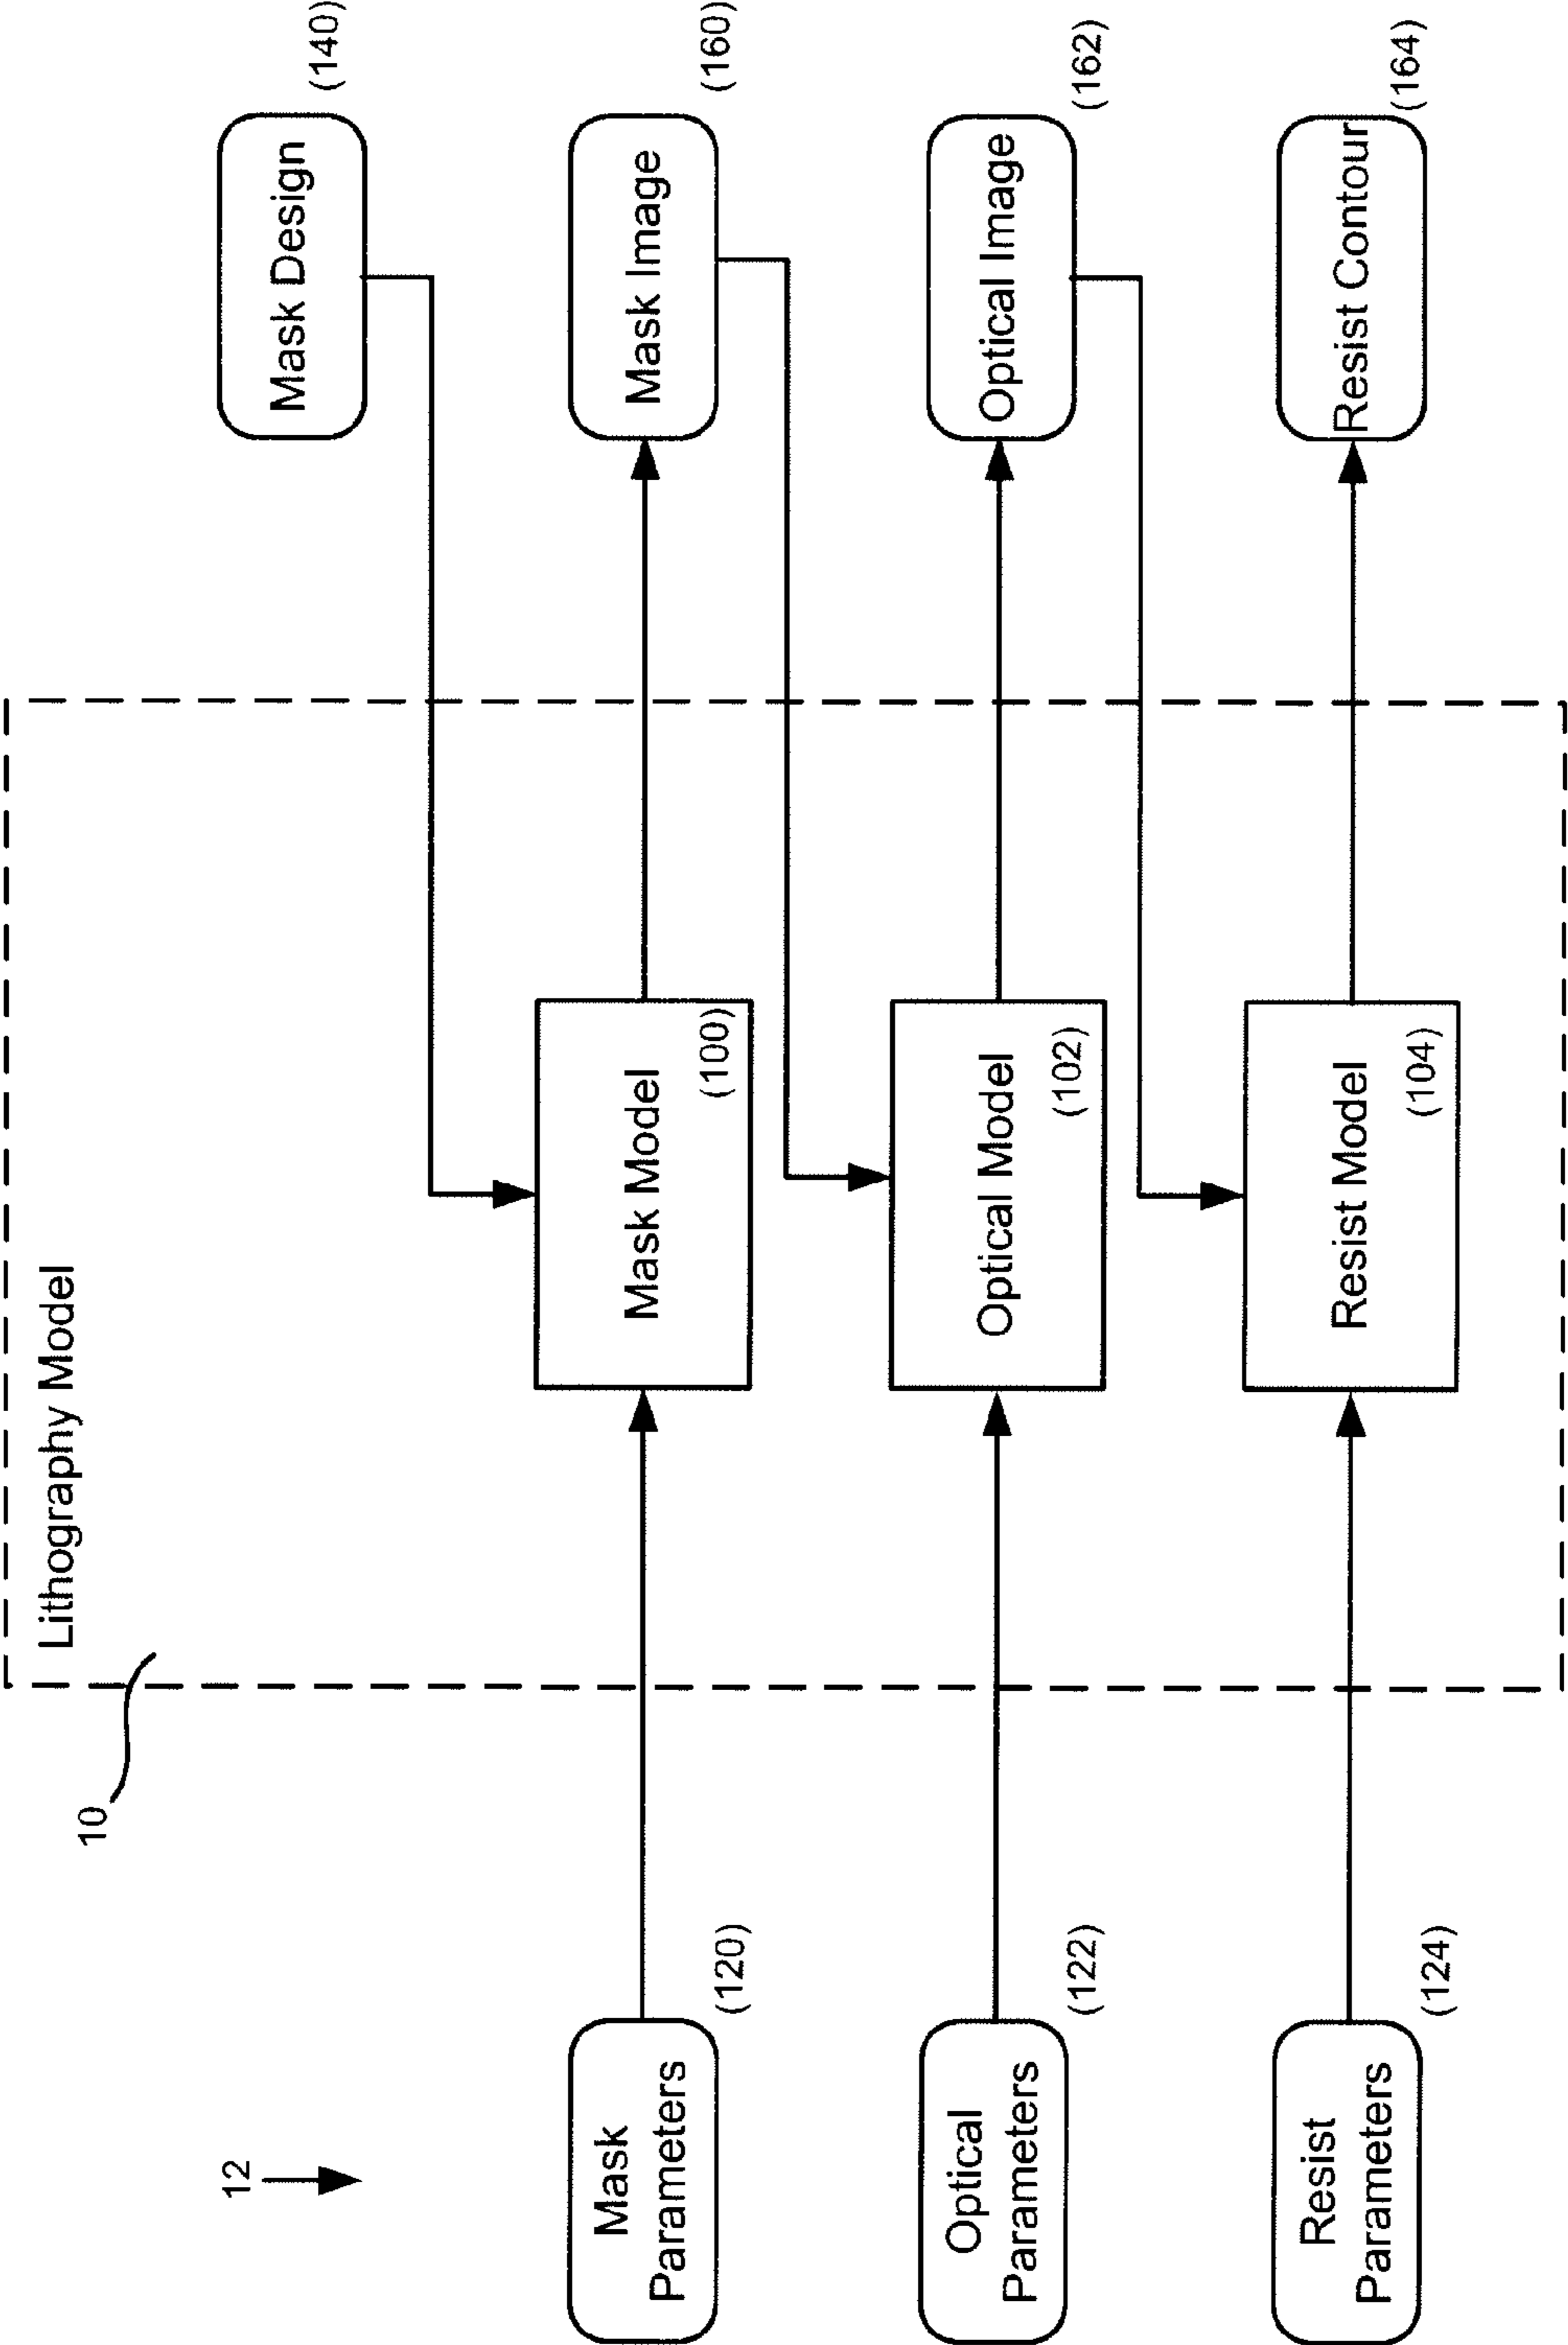 Lithography Model
10
12
Mask Design
(140)
Mask
Parameters
(120)
Mask Model
(100)
Mask Image
(160)
Optical
Parameters
(122)
Optical Model
(102)
Optical Image
(162)
Resist
Parameters
(124)
Resist Model
(104)
Resist Contour
(164)